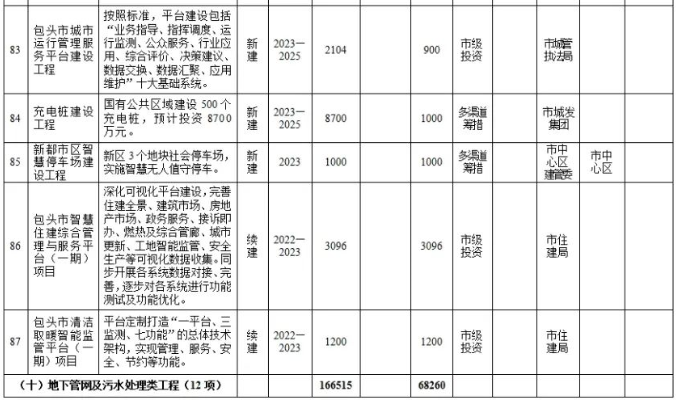 83
包头市城市
运行管理服
务平台建设
工程
按照标准，平台建设包括
“业务指导、指挥调度、运
行监测、公众服务、行业应
用、综合评价、决策建议、
数据交换、数据汇聚、应用
维护”十大基础系统。
新
建
2023—
2025
2104
900
市级
投资
市城管
执法局
84
充电桩建设
工程
国有公共区域建设 500 个
充电桩，预计投资 8700
万元。
新
建
2023—
2025
8700
1000
多渠道
筹措
市城发
集团
85
新都市区智
慧停车场建
设工程
新区 3 个地块社会停车场，
实施智慧无人值守停车。
新
建
2023
1000
1000
多渠道
筹措
市中
心区
建管委
市中
心区
86
包头市智慧
住建综合管
理与服务平
台（一期）
项目
深化可视化平台建设，完善
住建全景、建筑市场、房地
产市场、政务服务、接诉即
办、燃热及综合管廊、城市
更新、工地智能监管、安全
生产等可视化数据收集。同
步开展各系统数据对接、完
善，逐步对各系统进行功能
测试及功能优化。
续
建
2022—
2023
3096
3096
市级
投资
市住
建局
87
包头市清洁
取暖智能监
管平台（一
期）项目
平台定制打造“一平台、三
监测、七功能”的总体技术
架构，实现管理、服务、安
全、节约等功能。
续
建
2022—
2023
1200
1200
市级
投资
市住
建局
（十）地下管网及污水处理类工程（12 项）
166515
68260